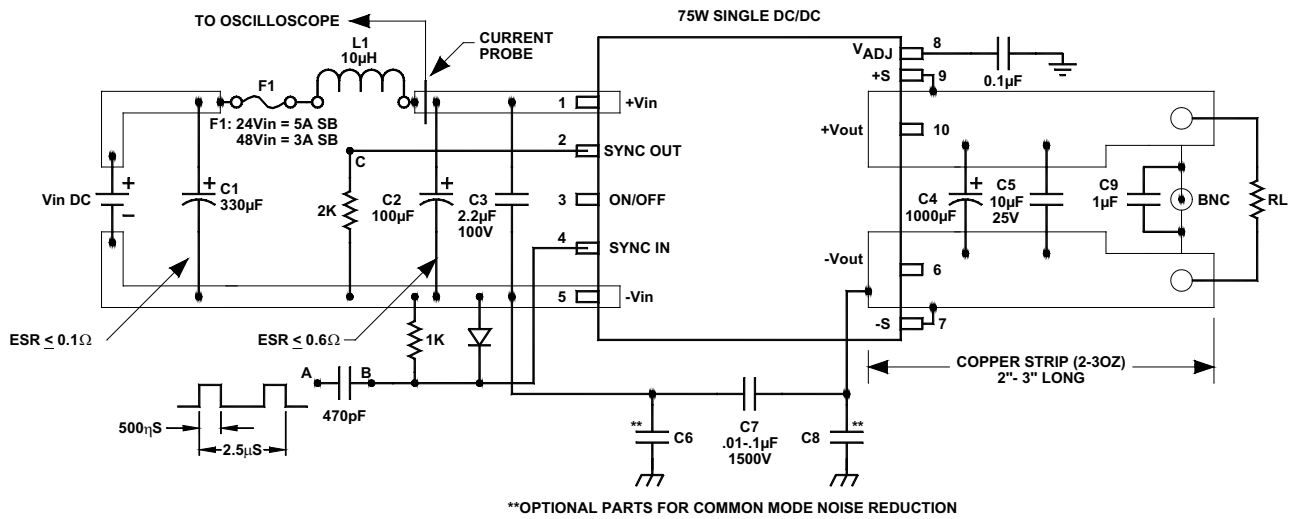 75W SINGLE DC/DC
TO OSCILLOSCOPE
CURRENT
PROBE
L1
10µH
F1
F1: 24Vin = 5A SB
48Vin = 3A SB
VADJ
8
0.1µF
+S
9
1
+Vin
+Vout
10
2
SYNC OUT
C
Vin DC
+
−
+
C1
330µF
2K
+
C2
100µF
C3
2.2µF
100V
3
ON/OFF
+
C4
1000µF
C5
10µF
25V
C9
1µF
BNC
RL
4
SYNC IN
-Vout
6
5
-Vin
-S
7
ESR ≤ 0.1Ω
ESR ≤ 0.6Ω
1K
COPPER STRIP (2-3OZ)
2"- 3" LONG
A
B
470pF
500ηS
2.5µS
**
C6
C7
.01-.1µF
1500V
C8
**
**OPTIONAL PARTS FOR COMMON MODE NOISE REDUCTION